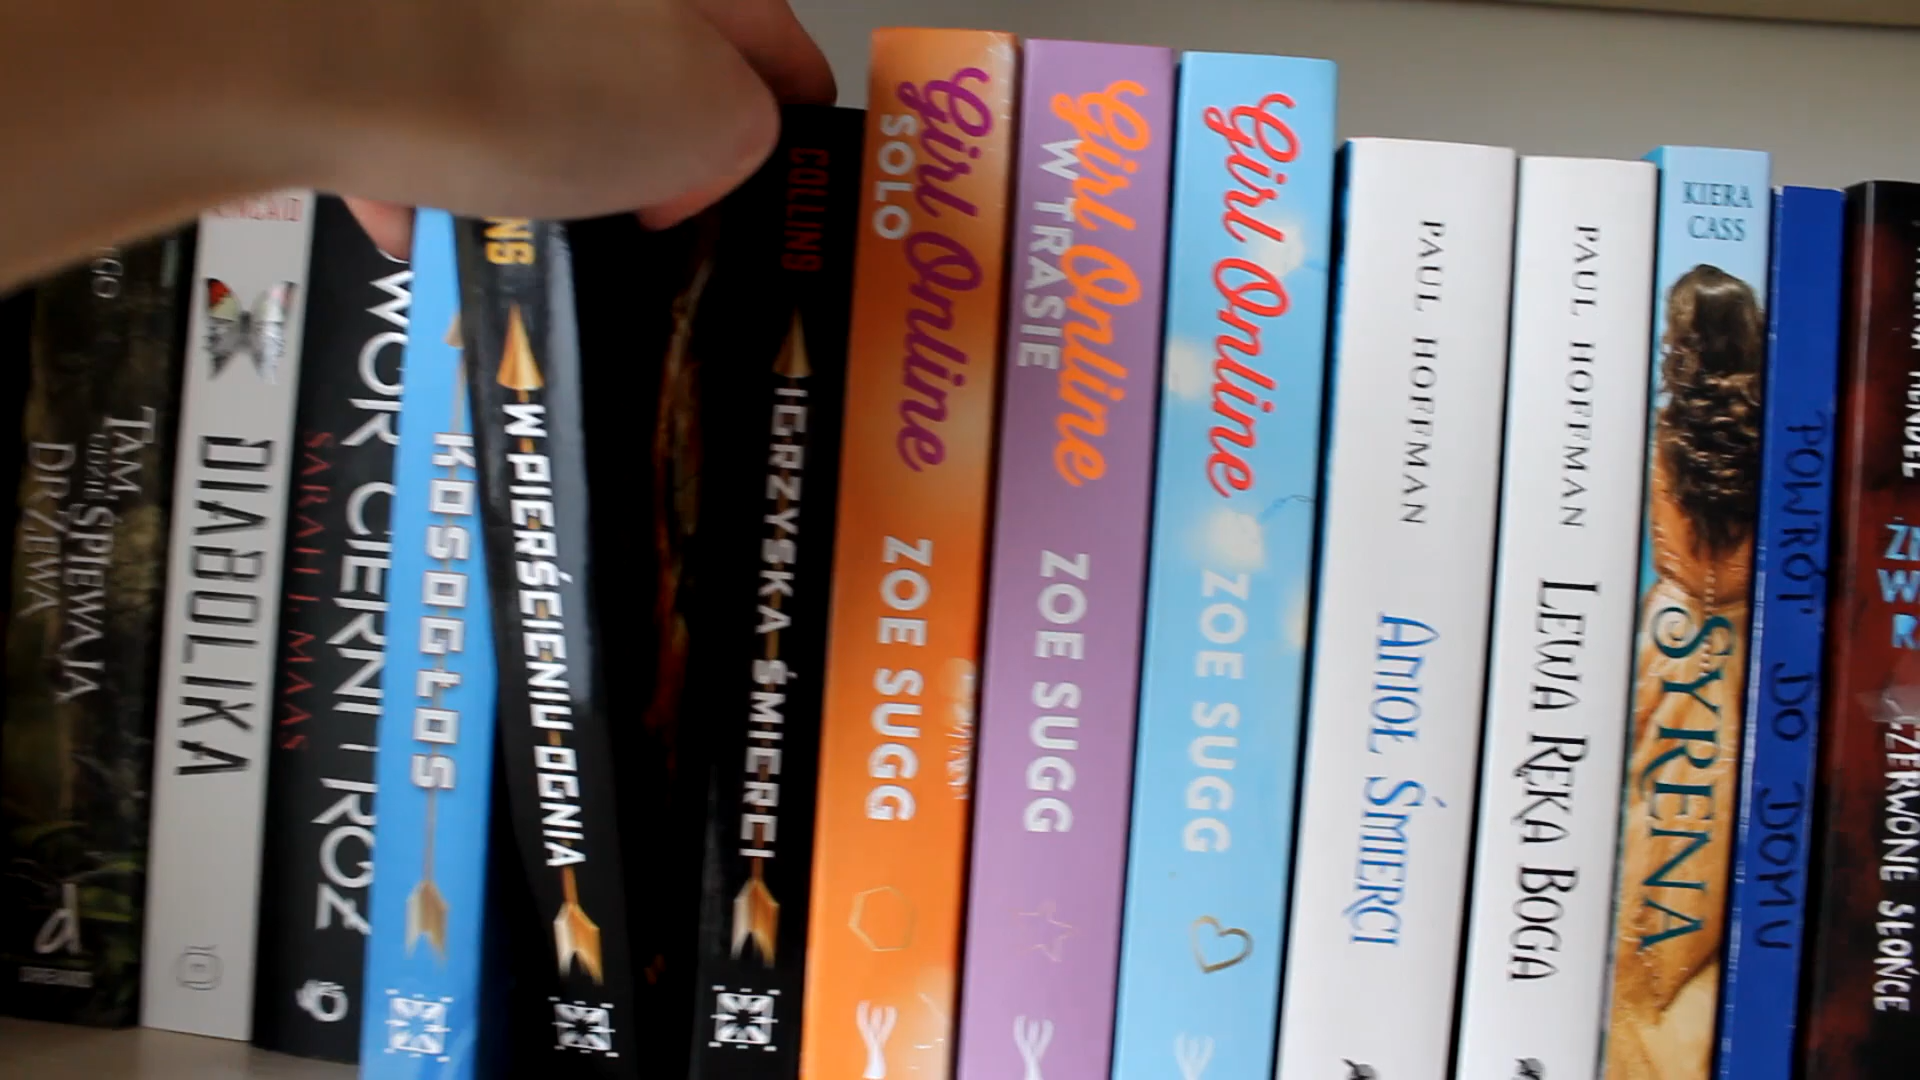 TAM
GDZIE ŚPIEWAJĄ
DRZEWA
DIABOLIKA
SARAH J. MAAS
DWÓR CIERNI I RÓŻ
KOSOGŁOS
W PIERŚCIENIU OGNIA
COLLINS
IGRZYSKA ŚMIERCI
Girl Online
SOLO
ZOE SUGG
Girl Online
W TRASIE
ZOE SUGG
Girl Online
ZOE SUGG
PAUL HOFFMAN
ANIOŁ ŚMIERCI
PAUL HOFFMAN
LEWA RĘKA BOGA
KIERA
CASS
SYRENA
POWRÓT DO DOMU
CZERWONE SŁOŃCE